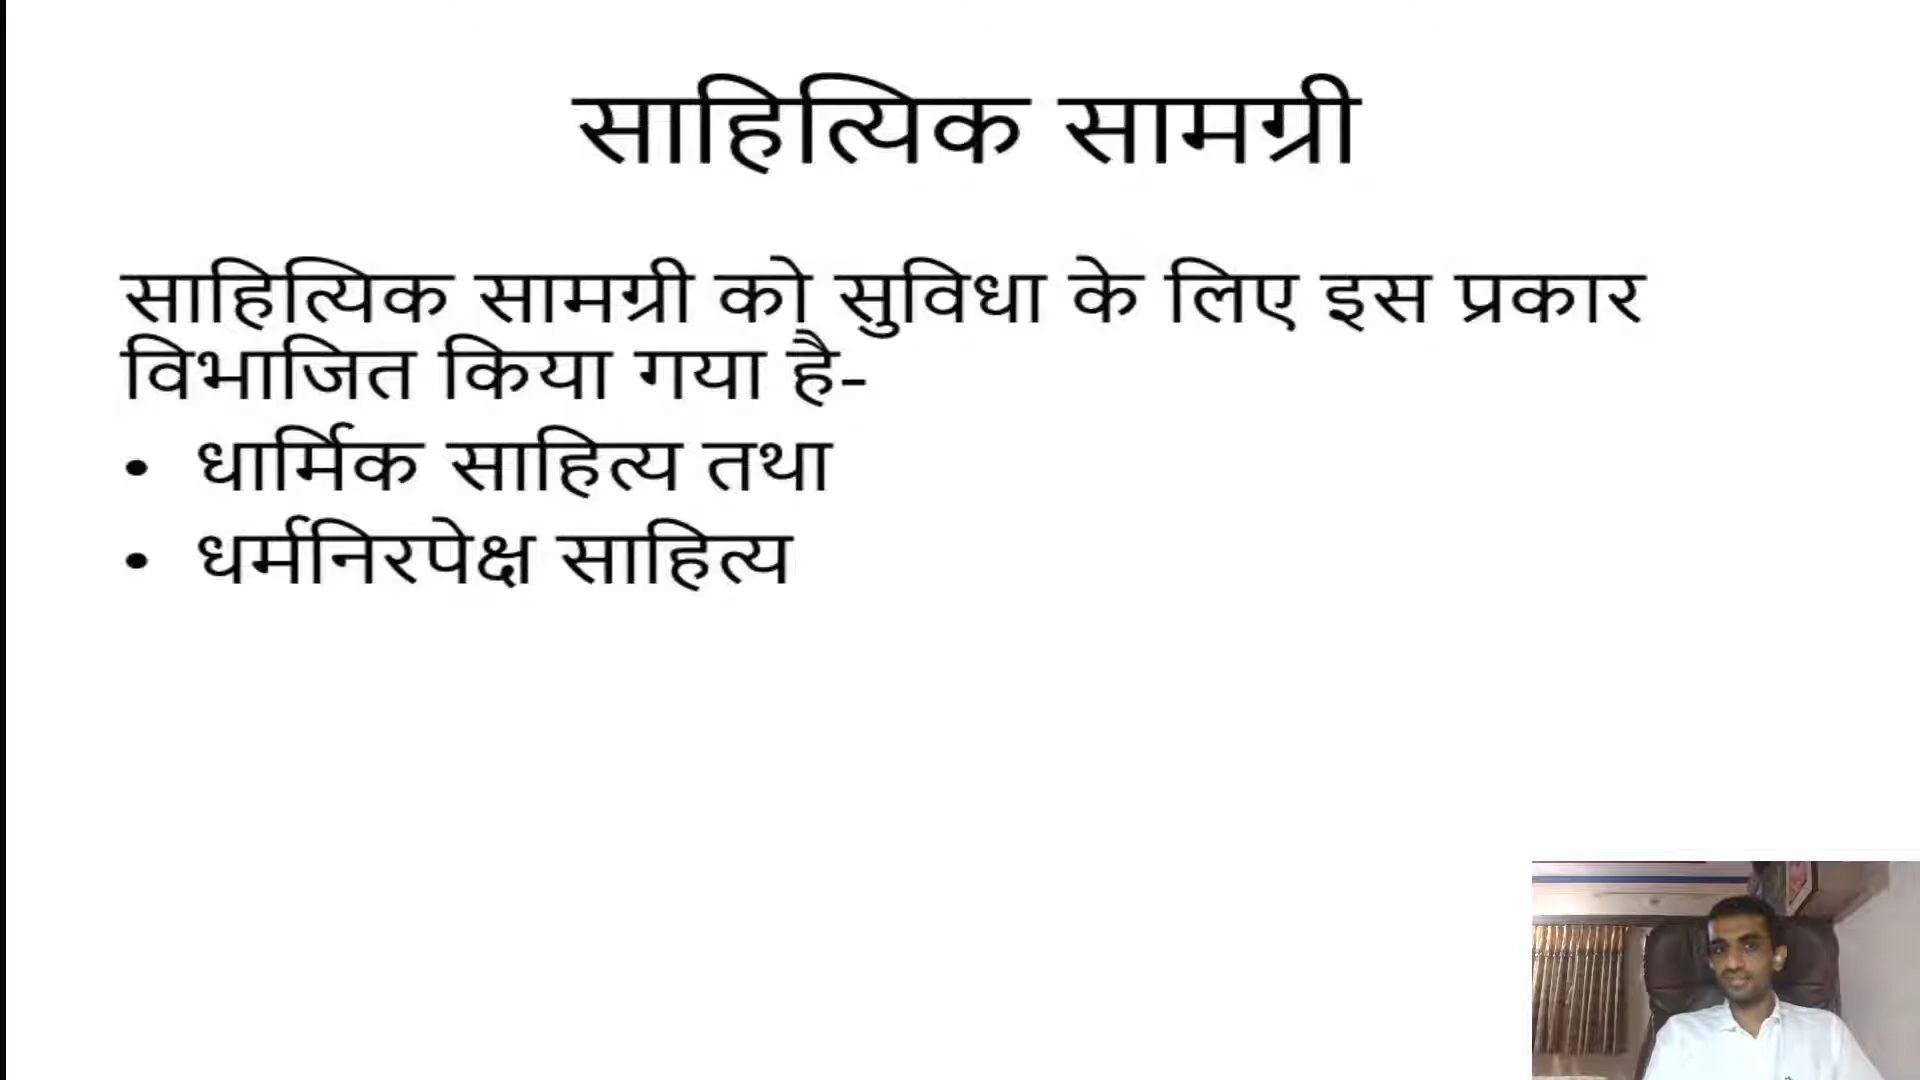 साहित्यिक सामग्री
साहित्यिक सामग्री को सुविधा के लिए इस प्रकार
विभाजित किया गया है-
• धार्मिक साहित्य तथा
• धर्मनिरपेक्ष साहित्य